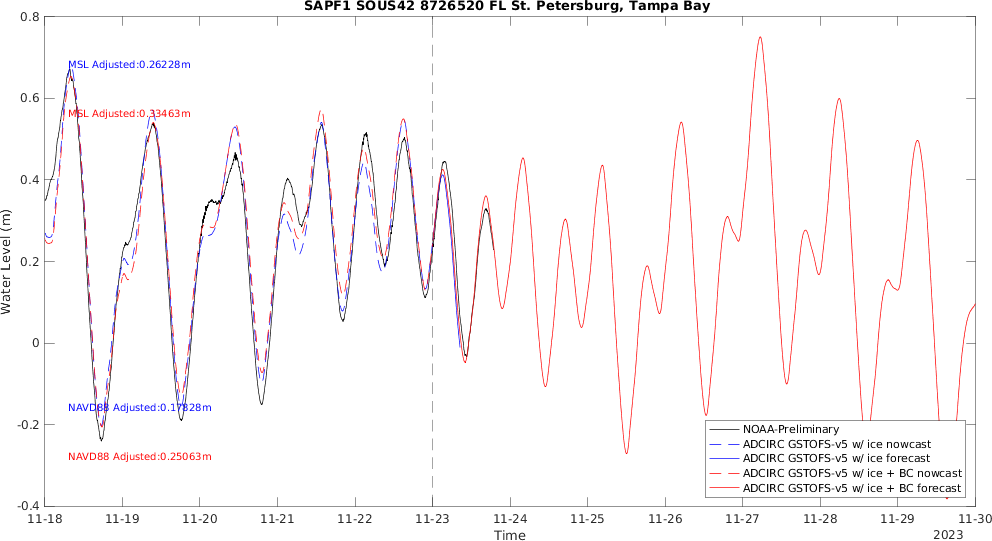 SAPF1 SOUS42 8726520 FL St. Petersburg, Tampa Bay
0.8
0.6
0.4
0.2
0
-0.2
-0.4
Water Level (m)
MSL Adjusted:0.26228m
MSL Adjusted:0.33463m
NAVD88 Adjusted:0.17828m
NAVD88 Adjusted:0.25063m
NOAA-Preliminary
ADCIRC GSTOFS-v5 w/ ice nowcast
ADCIRC GSTOFS-v5 w/ ice forecast
ADCIRC GSTOFS-v5 w/ ice + BC nowcast
ADCIRC GSTOFS-v5 w/ ice + BC forecast
11-18 11-19 11-20 11-21 11-22 11-23 11-24 11-25 11-26 11-27 11-28 11-29 11-30
Time
2023